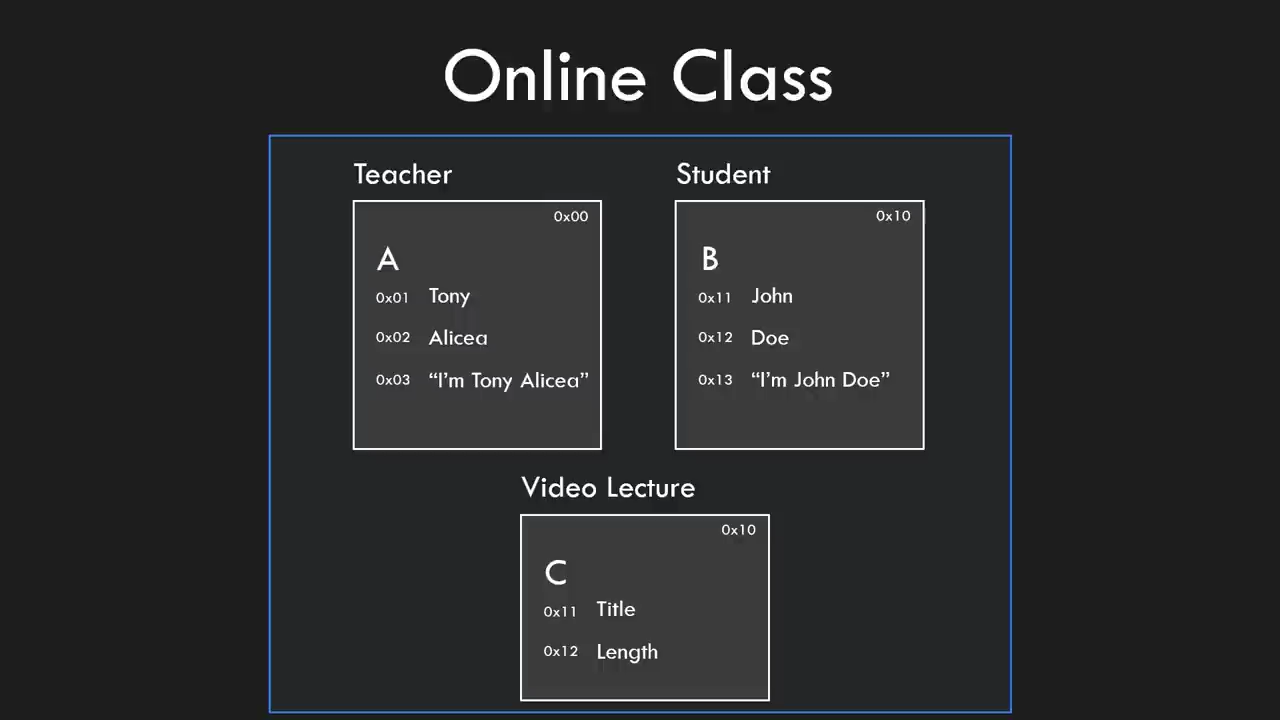 Online Class
Teacher
0x00
A
0x01 Tony
0x02 Alicea
0x03 “I’m Tony Alicea”
Student
0x10
B
0x11 John
0x12 Doe
0x13 “I’m John Doe”
Video Lecture
0x10
C
0x11 Title
0x12 Length